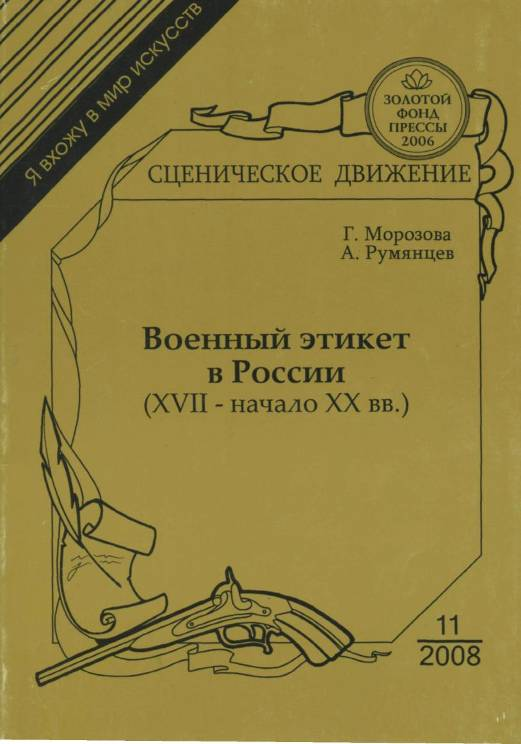 Я вхожу в мир искусств
ЗОЛОТОЙ
ФОНД
ПРЕССЫ
2006
СЦЕНИЧЕСКОЕ ДВИЖЕНИЕ
Г. Морозова
А. Румянцев
Военный этикет
в России
(XVII - начало XX вв.)
11
2008